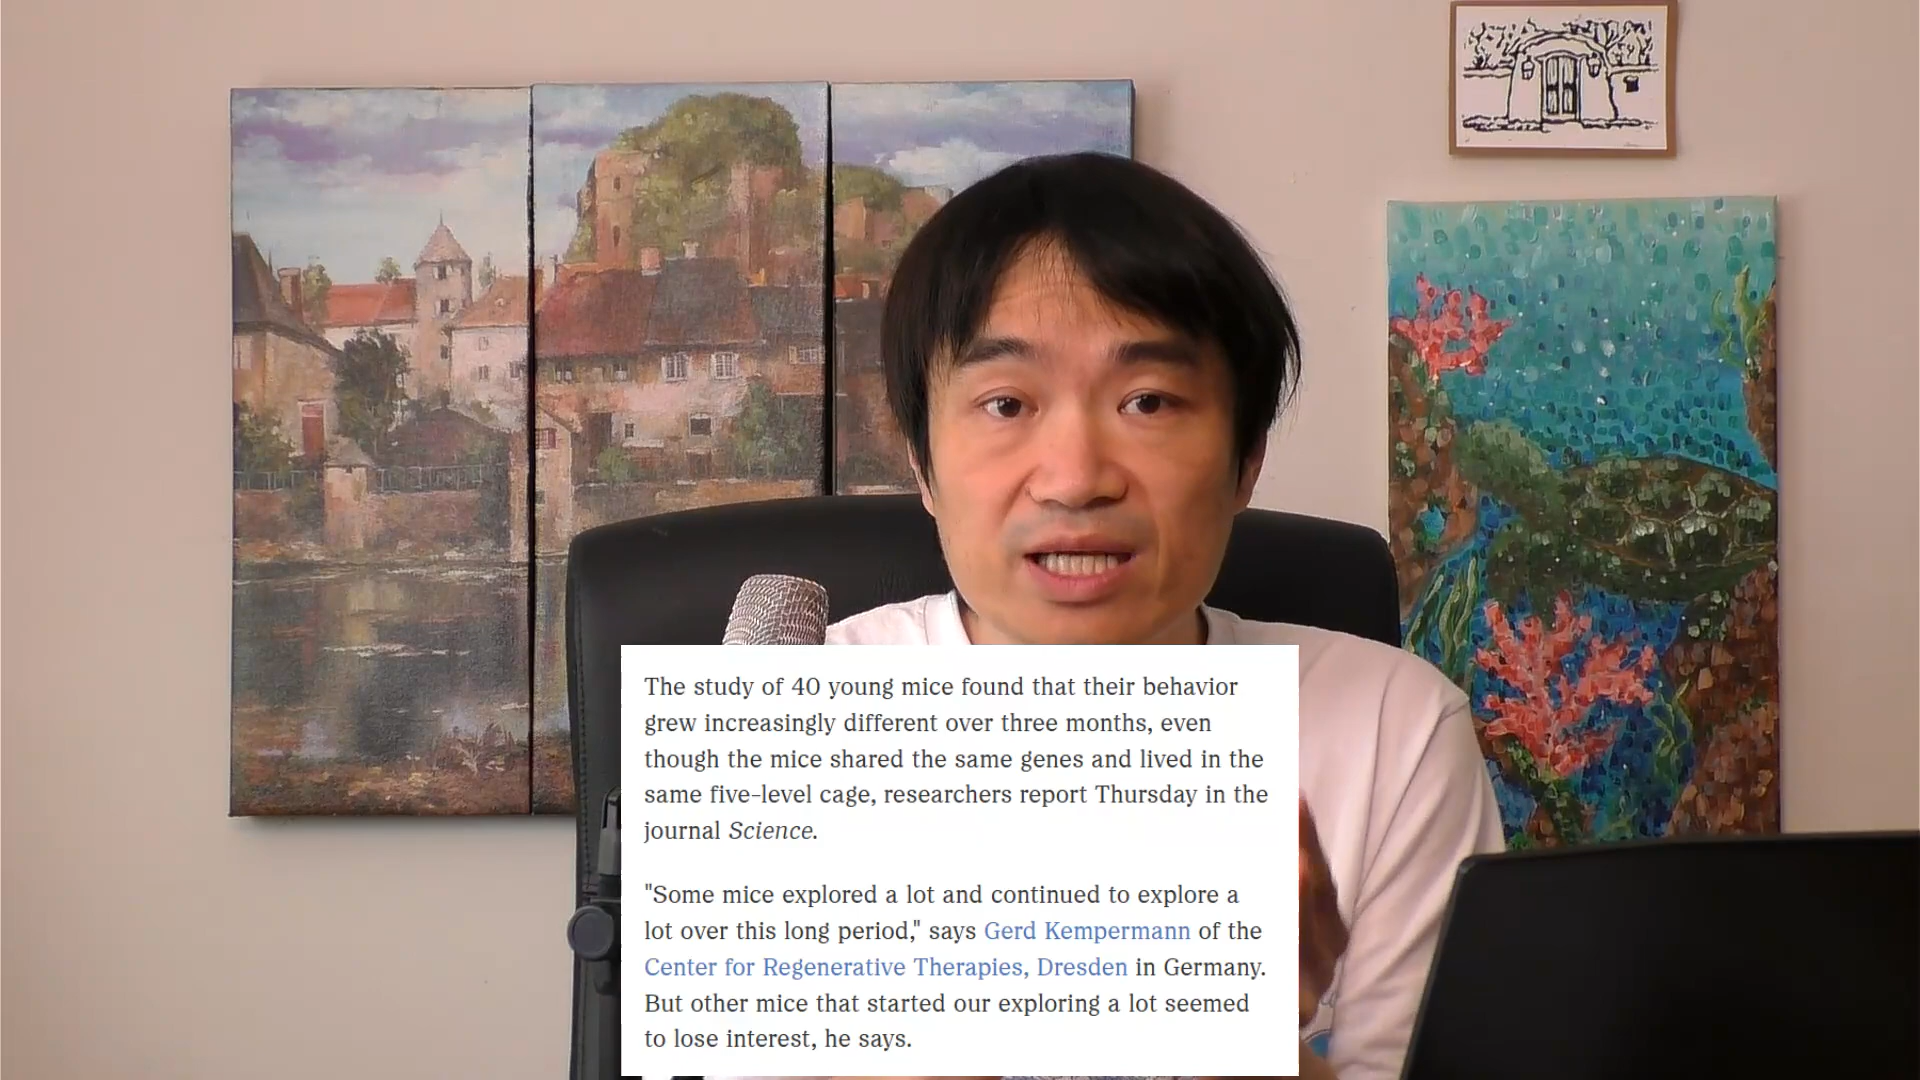 The study of 40 young mice found that their behavior
grew increasingly different over three months, even
though the mice shared the same genes and lived in the
same five-level cage, researchers report Thursday in the
journal Science.
"Some mice explored a lot and continued to explore a
lot over this long period," says Gerd Kempermann of the
Center for Regenerative Therapies, Dresden in Germany.
But other mice that started our exploring a lot seemed
to lose interest, he says.